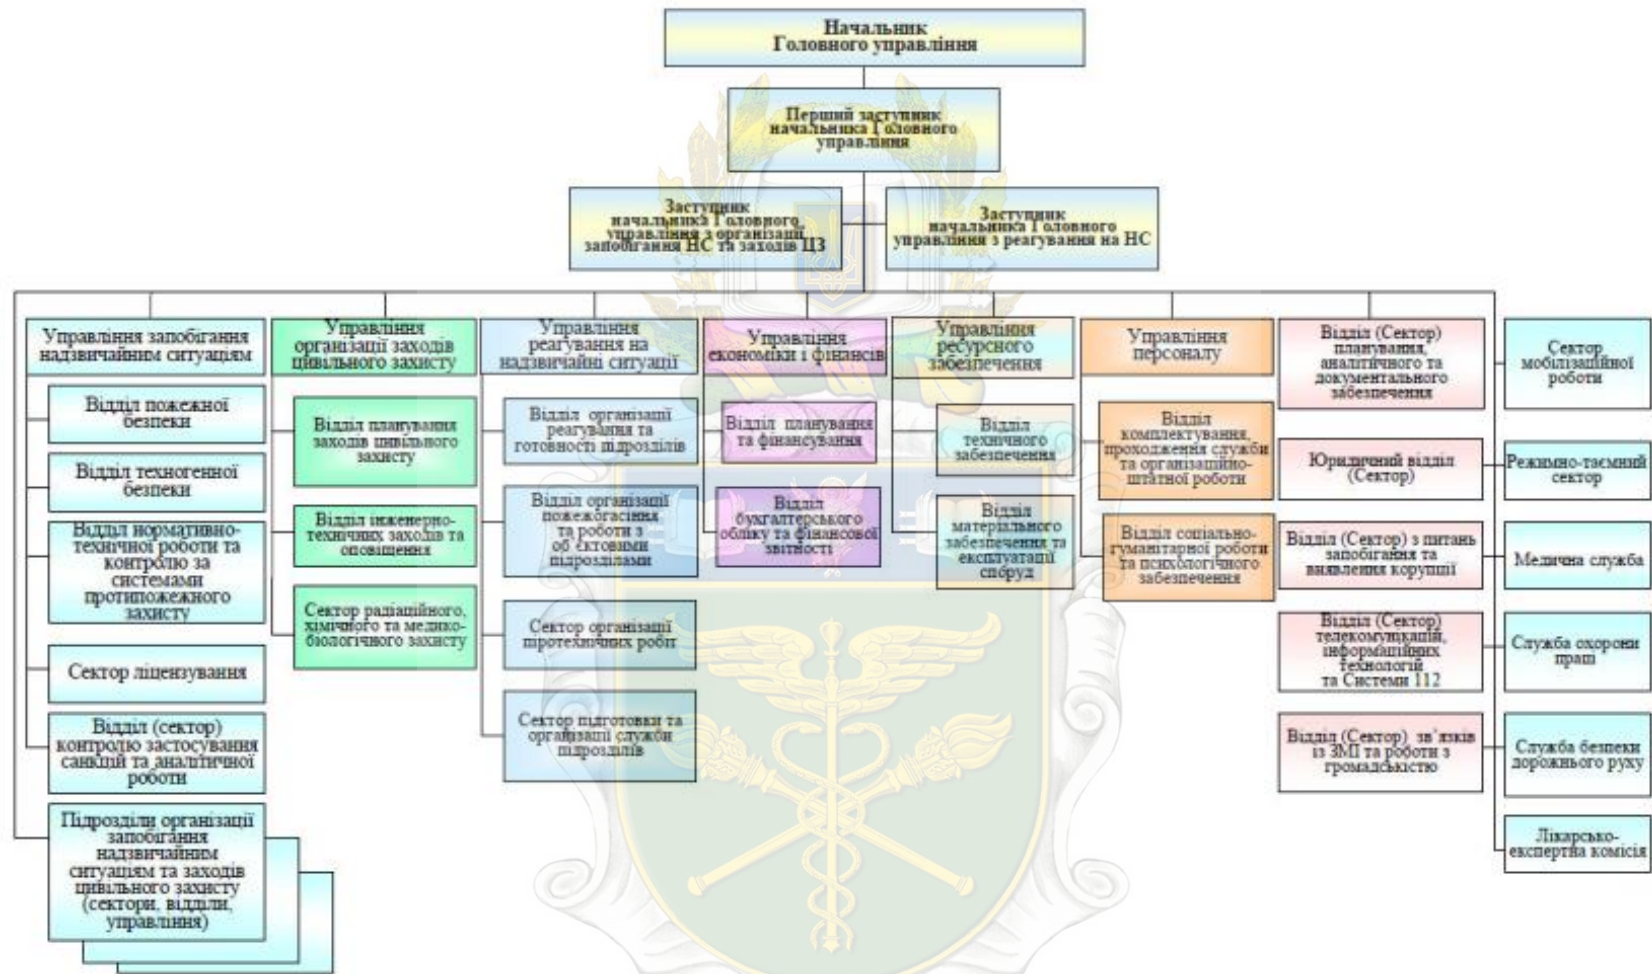 Начальник
Головного управління
Перший заступник
начальника Головного
управління
Заступник
начальника Головного
управління з організації
запобігання НС та заходів ЦЗ
Заступник
начальника Головного
управління з реагування на НС
Управління запобігання
надзвичайним ситуаціям
Відділ пожежної
безпеки
Відділ техногенної
безпеки
Відділ нормативно-
технічної роботи та
контролю за
системами
протипожежного
захисту
Сектор ліцензування
Відділ (сектор)
контролю застосування
санкцій та аналітичної
роботи
Підрозділи організації
запобігання
надзвичайним
ситуаціям та заходів
цивільного захисту
(сектори, відділи,
управління)
Управління
організації заходів
цивільного захисту
Відділ планування
заходів цивільного
захисту
Відділ інженерно-
технічних заходів та
оповіщення
Сектор радіаційного,
хімічного та медико-
біологічного захисту
Управління
реагування на
надзвичайні ситуації
Відділ організації
реагування та
готовності підрозділів
Відділ організації
пожежогасіння
та роботи з
об`єктовими
підрозділами
Сектор організації
піротехнічних робіт
Сектор підготовки та
організації служби
підрозділів
Управління
економіки і фінансів
Відділ планування
та фінансування
Відділ
бухгалтерського
обліку та фінансової
звітності
Управління
ресурсного
забезпечення
Відділ
технічного
забезпечення
Відділ
матеріального
забезпечення та
експлуатації
споруд
Управління
персоналу
Відділ
комплектування,
проходження служби
та організаційно-
штатної роботи
Відділ соціально-
гуманітарної роботи
та психологічного
забезпечення
Відділ (Сектор)
планування,
аналітичного та
документального
забезпечення
Юридичний відділ
(Сектор)
Відділ (Сектор) з питань
запобігання та
виявлення корупції
Відділ (Сектор)
телекомунікацій,
інформаційних
технологій
та Системи 112
Відділ (Сектор) зв’язків
із ЗМІ та роботи з
громадськістю
Сектор
мобілізаційної
роботи
Режимно-таємний
сектор
Медична служба
Служба охорони
праці
Служба безпеки
дорожнього руху
Лікарсько-
експертна комісія